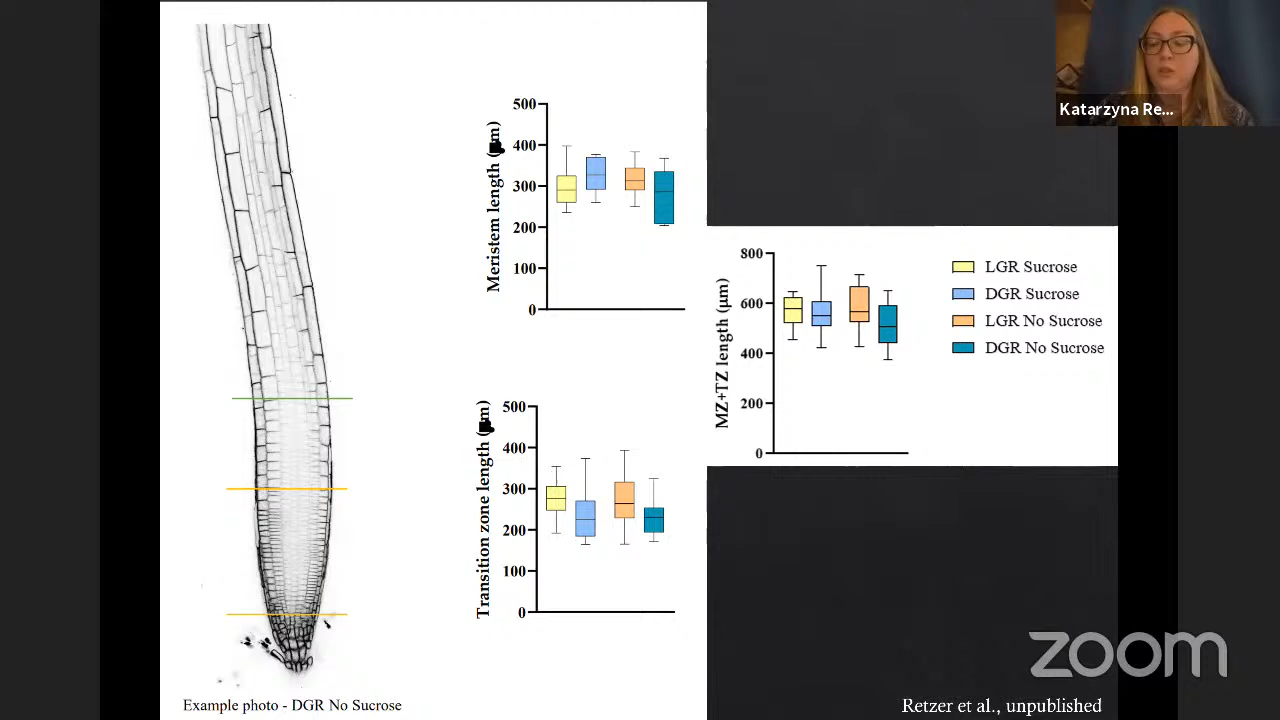 Katarzyna Re...
500
400
300
200
100
0
Meristem length (μm)
500
400
300
200
100
0
Transition zone length (μm)
800
600
400
200
0
MZ+TZ length (μm)
LGR Sucrose
DGR Sucrose
LGR No Sucrose
DGR No Sucrose
zoom
Example photo - DGR No Sucrose
Retzer et al., unpublished